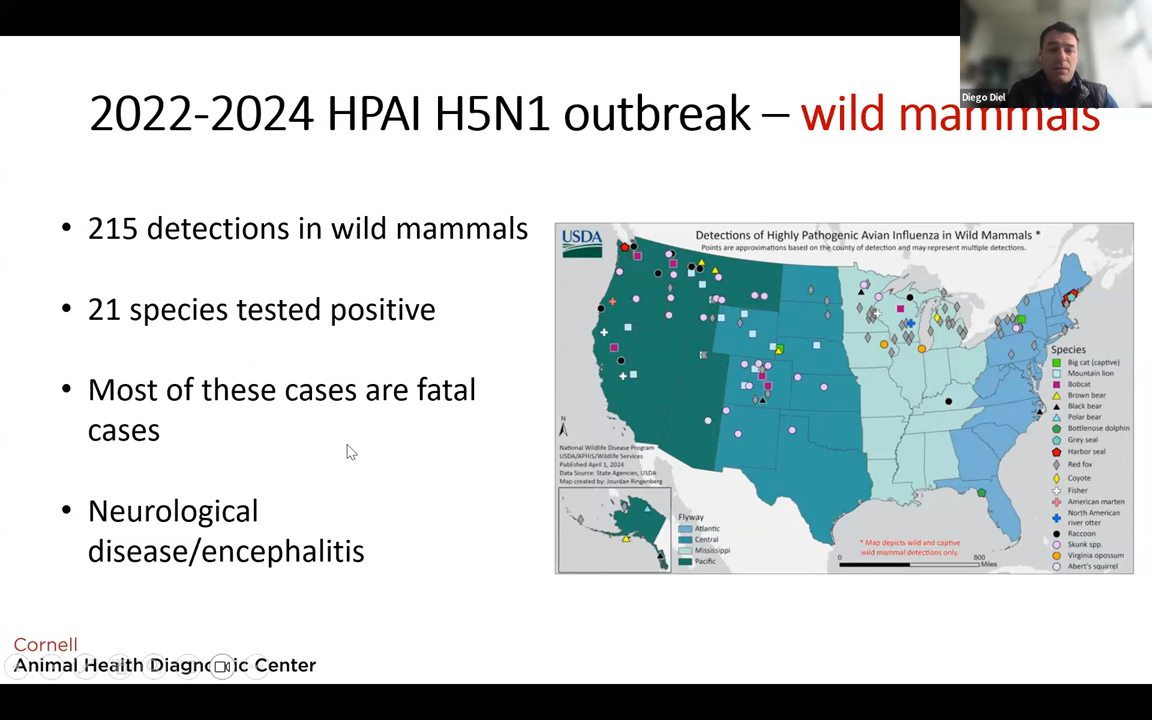 Diego Diel
2022-2024 HPAI H5N1 outbreak – wild mammals
• 215 detections in wild mammals
• 21 species tested positive
• Most of these cases are fatal
cases
• Neurological
disease/encephalitis
USDA
Detections of Highly Pathogenic Avian Influenza in Wild Mammals *
Points are approximations based on the county of detection and may represent multiple detections.
N
National Wildlife Disease Program
USDA/APHIS/Wildlife Services
Published April 1, 2024
Data Source: State Agencies, USDA
Map created by: Jourdan Ringenberg
Flyway
Atlantic
Central
Mississippi
Pacific
* Map depicts wild and captive
wild mammal detections only.
0 800
Miles
Species
Big cat (captive)
Mountain lion
Bobcat
Brown bear
Black bear
Polar bear
Bottlenose dolphin
Grey seal
Harbor seal
Red fox
Coyote
Fisher
American marten
North American
river otter
Raccoon
Skunk spp.
Virginia opossum
Abert's squirrel
Cornell
Animal Health Diagnostic Center